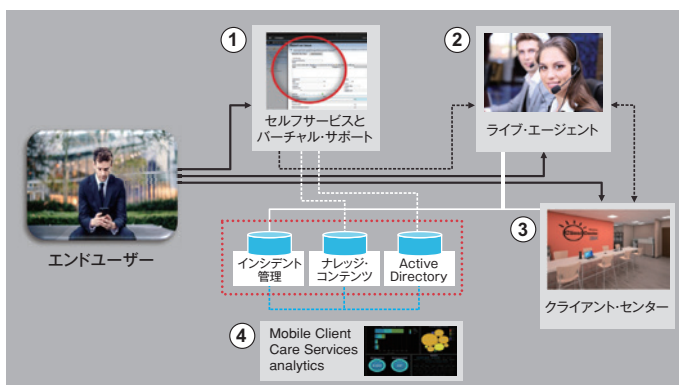 1
セルフサービスと
バーチャル・サポート
2
ライブ・エージェント
エンドユーザー
インシデント
管理
ナレッジ・
コンテンツ
Active
Directory
3
クライアント・センター
4
Mobile Client
Care Services
analytics